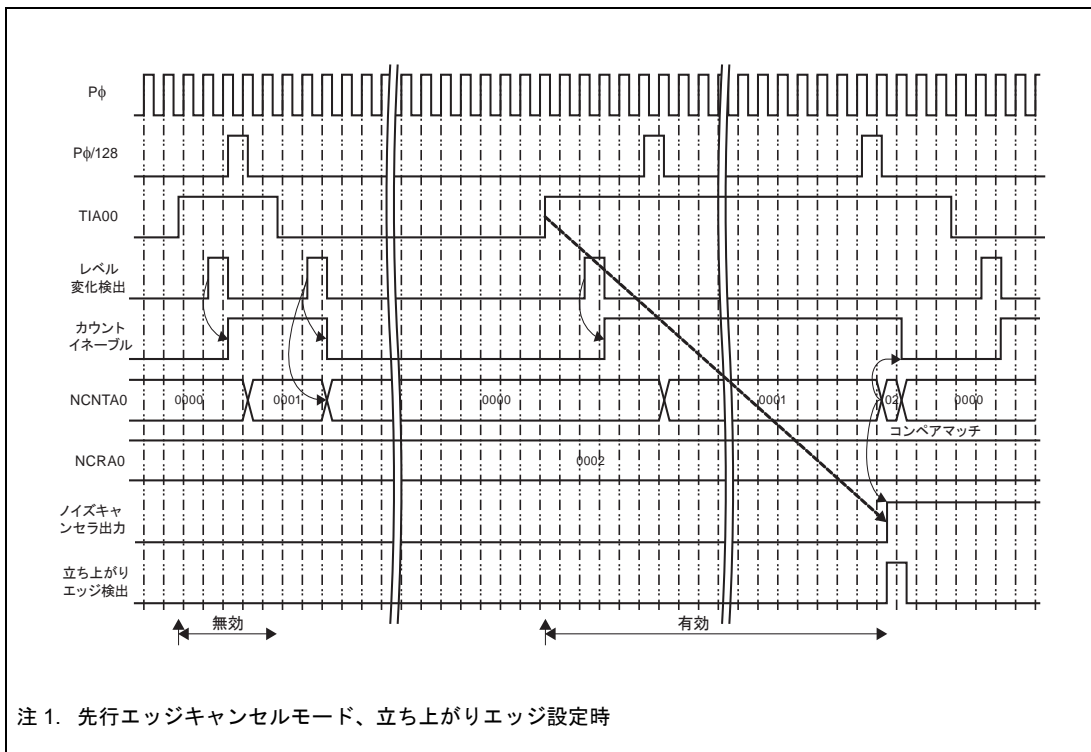 Pϕ
Pϕ/128
TIA00
レベル
変化検出
カウント
イネーブル
NCNTA0
0000
0001
0000
0001
02
0000
コンペアマッチ
NCRA0
0002
ノイズキャ
ンセラ出力
立ち上がり
エッジ検出
無効
有効
注 1. 先行エッジキャンセルモード、立ち上がりエッジ設定時